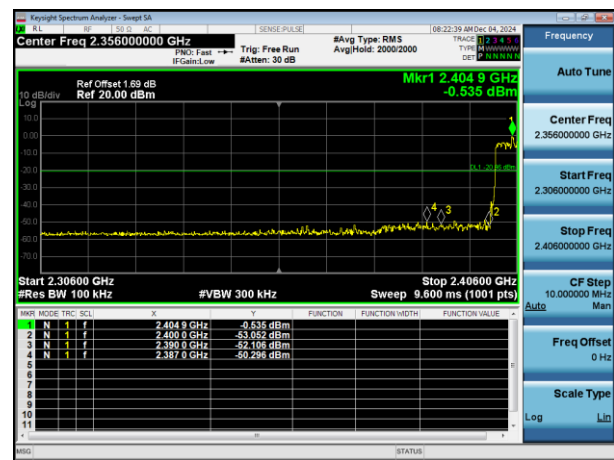 Keysight Spectrum Analyzer - Swept SA
RL RF 50 Ω AC SENSE:PULSE 08:22:39 AM Dec 04, 2024
Center Freq 2.356000000 GHz
PNO: Fast
IFGain:Low
Trig: Free Run
#Atten: 30 dB
#Avg Type: RMS
Avg|Hold: 2000/2000
TRACE 1 2 3 4 5 6
TYPE M W W W W W
DET P N N N N N
Frequency
Auto Tune
Center Freq
2.356000000 GHz
Start Freq
2.306000000 GHz
Stop Freq
2.406000000 GHz
CF Step
10.000000 MHz
Auto Man
Freq Offset
0 Hz
Scale Type
Log Lin
Ref Offset 1.69 dB
10 dB/div Ref 20.00 dBm
Log
Mkr1 2.404 9 GHz
-0.535 dBm
10.0
0.00
-10.0
-20.0
-30.0
-40.0
-50.0
-60.0
-70.0
1
4 3 2
Start 2.30600 GHz Stop 2.40600 GHz
#Res BW 100 kHz #VBW 300 kHz Sweep 9.600 ms (1001 pts)
MKR MODE TRC SCL X Y FUNCTION FUNCTION WIDTH FUNCTION VALUE
1 N 1 f 2.404 9 GHz -0.535 dBm
2 N 1 f 2.400 0 GHz -53.052 dBm
3 N 1 f 2.390 0 GHz -52.106 dBm
4 N 1 f 2.387 0 GHz -50.296 dBm
5
6
7
8
9
10
11
MSG STATUS